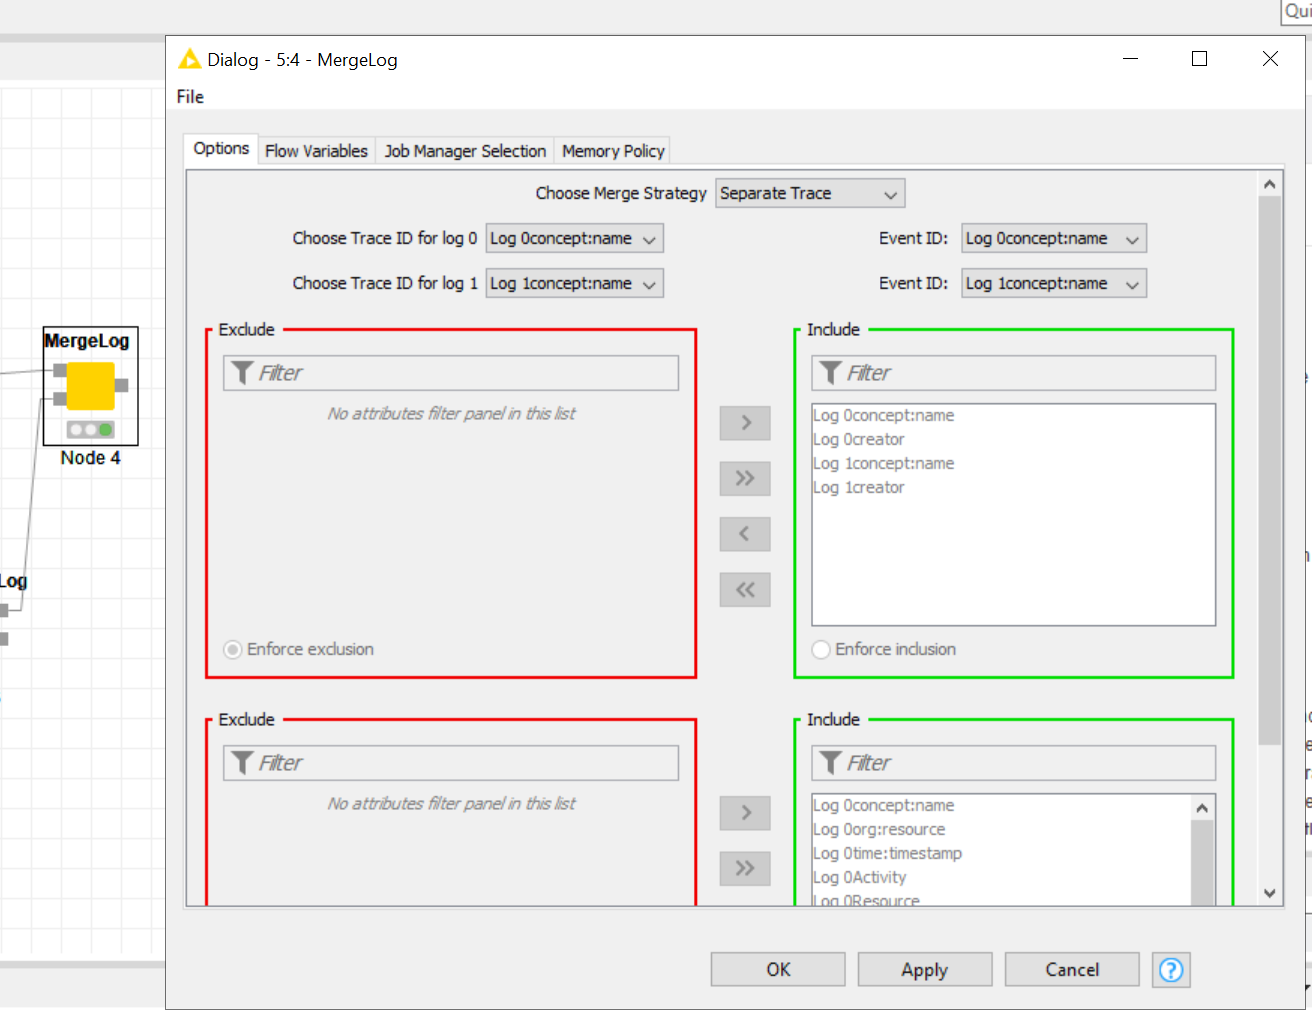 Qui
Dialog - 5:4 - MergeLog
File
Options Flow Variables Job Manager Selection Memory Policy
Choose Merge Strategy Separate Trace
Choose Trace ID for log 0 Log 0concept:name Event ID: Log 0concept:name
Choose Trace ID for log 1 Log 1concept:name Event ID: Log 1concept:name
MergeLog
Node 4
Log
Exclude
Filter
No attributes filter panel in this list
Enforce exclusion
>
>>
<
<<
Include
Filter
Log 0concept:name
Log 0creator
Log 1concept:name
Log 1creator
Enforce inclusion
Exclude
Filter
No attributes filter panel in this list
>
>>
Include
Filter
Log 0concept:name
Log 0org:resource
Log 0time:timestamp
Log 0Activity
Log 0Resource
OK Apply Cancel ?